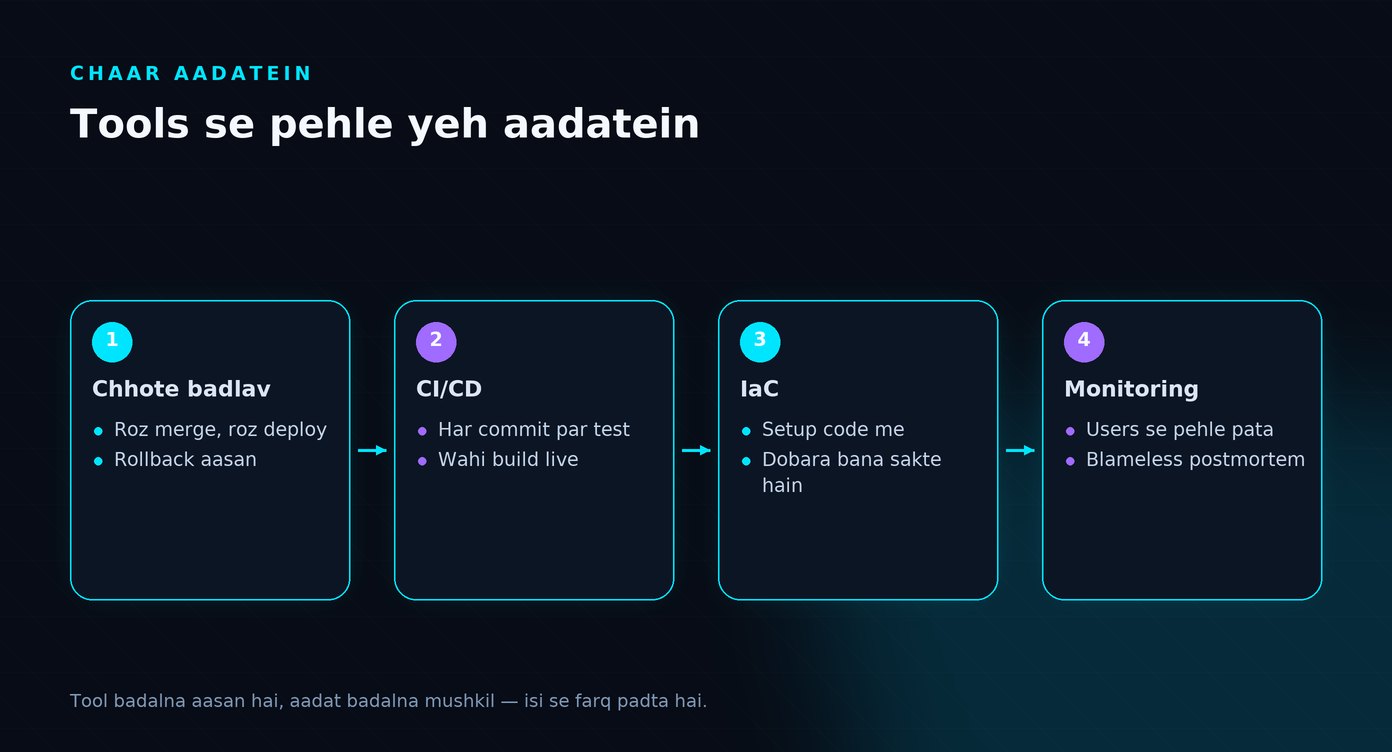 CHAAR AADATEIN
Tools se pehle yeh aadatein
1
Chhote badlav
Roz merge, roz deploy
Rollback aasan
2
CI/CD
Har commit par test
Wahi build live
3
IaC
Setup code me
Dobara bana sakte
hain
4
Monitoring
Users se pehle pata
Blameless postmortem
Tool badalna aasan hai, aadat badalna mushkil — isi se farq padta hai.